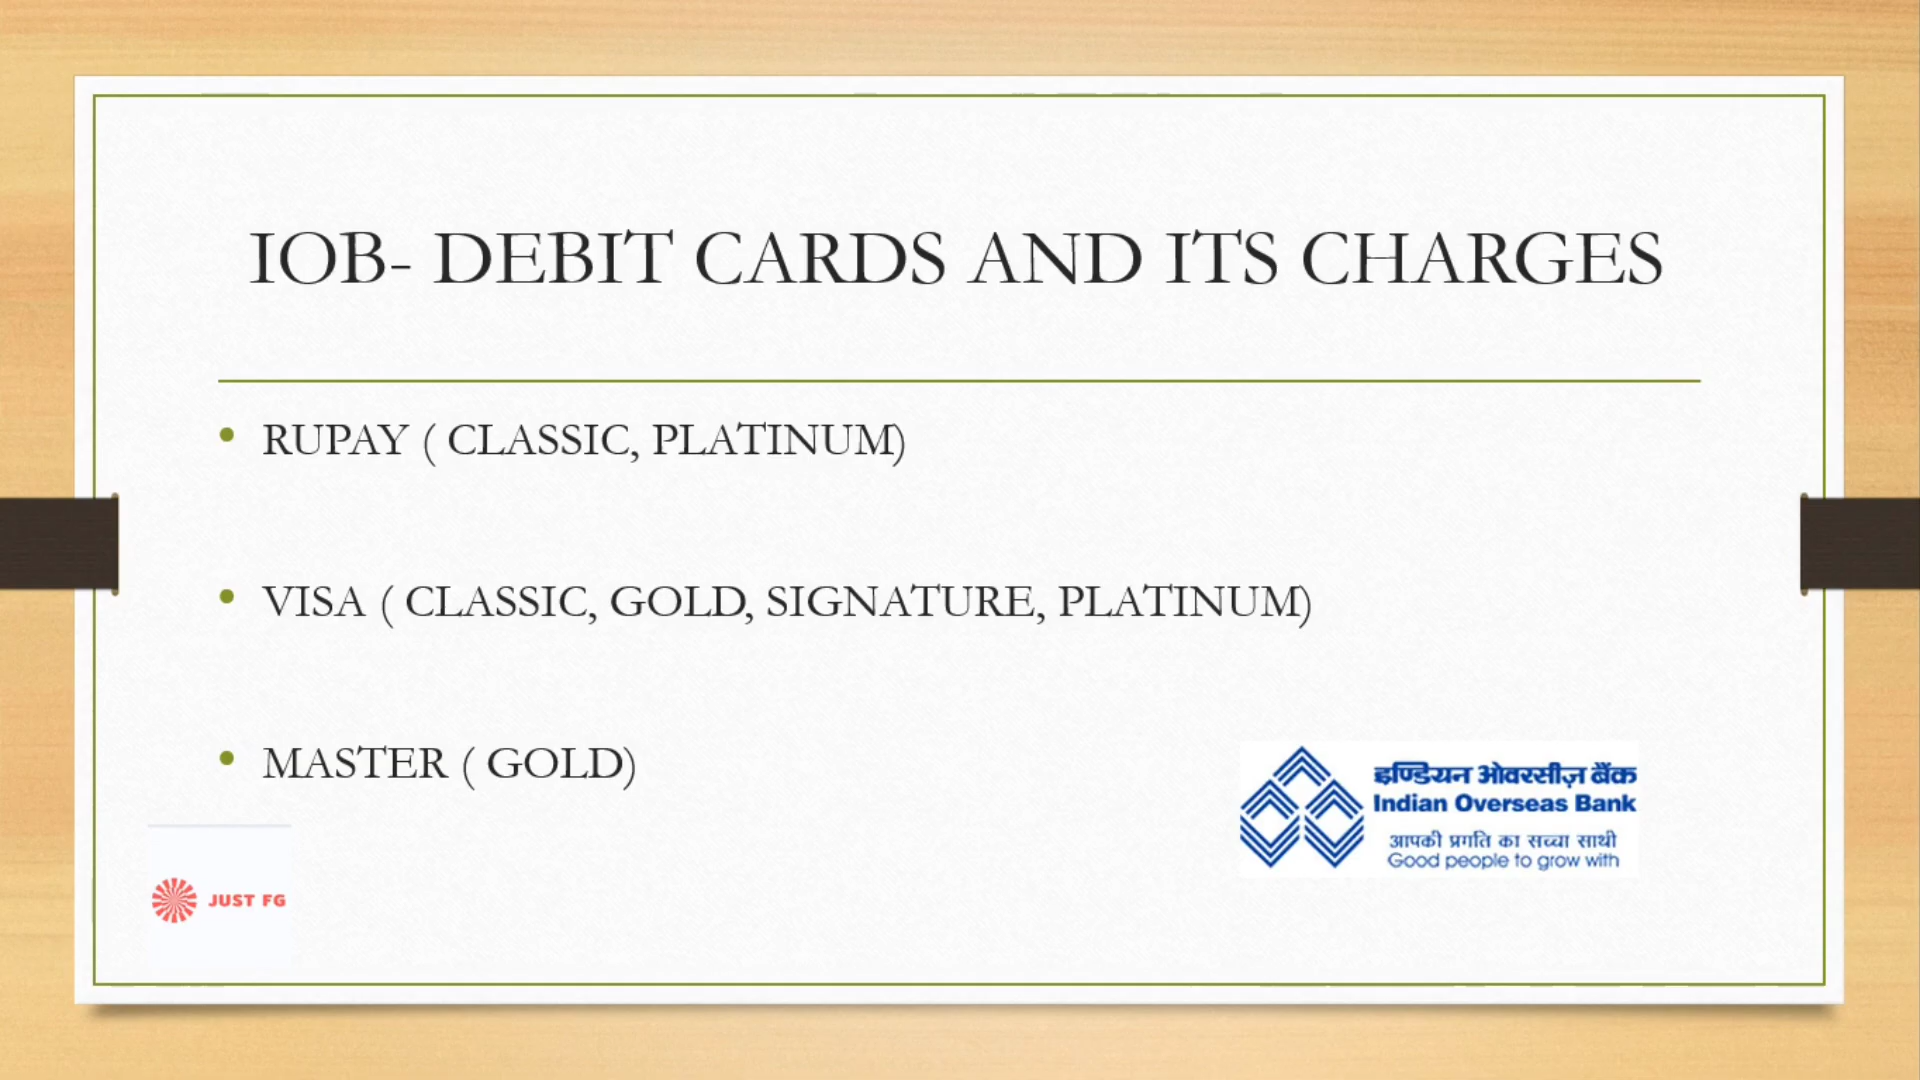 IOB- DEBIT CARDS AND ITS CHARGES
• RUPAY ( CLASSIC, PLATINUM)
• VISA ( CLASSIC, GOLD, SIGNATURE, PLATINUM)
• MASTER ( GOLD)
इण्डियन ओवरसीज़ बैंक
Indian Overseas Bank
आपकी प्रगति का सच्चा साथी
Good people to grow with
JUST FG